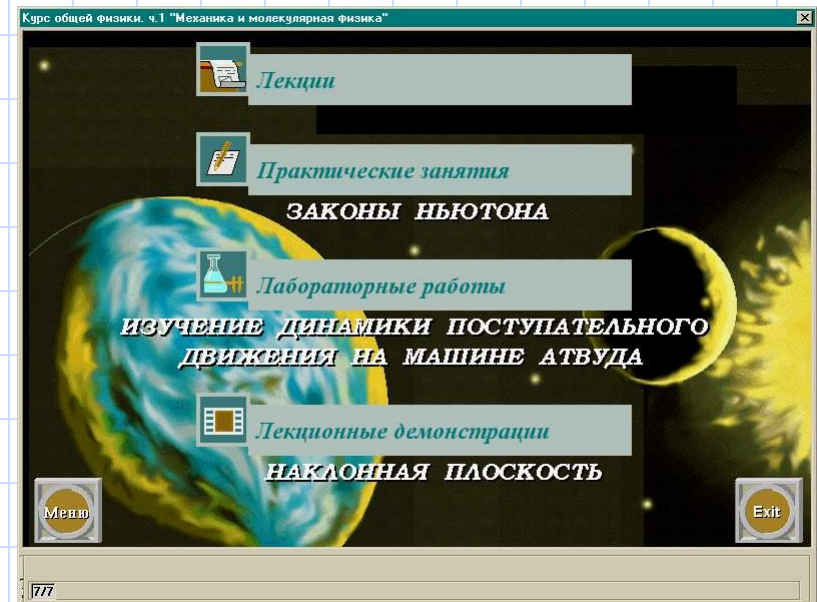 Курс общей физики. ч.1 "Механика и молекулярная физика"
Лекции
Практические занятия
ЗАКОНЫ НЬЮТОНА
Лабораторные работы
ИЗУЧЕНИЕ ДИНАМИКИ ПОСТУПАТЕЛЬНОГО
ДВИЖЕНИЯ НА МАШИНЕ АТВУДА
Лекционные демонстрации
НАКЛОННАЯ ПЛОСКОСТЬ
Меню
Exit
7/7